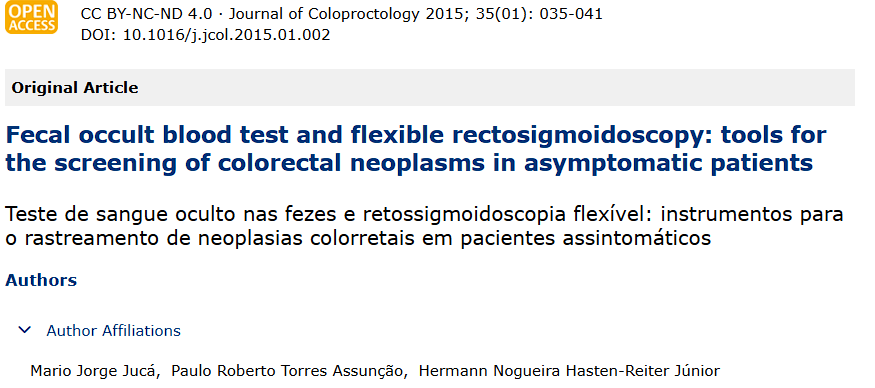 OPEN
ACCESS
CC BY-NC-ND 4.0 · Journal of Coloproctology 2015; 35(01): 035-041
DOI: 10.1016/j.jcol.2015.01.002
Original Article
Fecal occult blood test and flexible rectosigmoidoscopy: tools for
the screening of colorectal neoplasms in asymptomatic patients
Teste de sangue oculto nas fezes e retossigmoidoscopia flexível: instrumentos para
o rastreamento de neoplasias colorretais em pacientes assintomáticos
Authors
Author Affiliations
Mario Jorge Jucá, Paulo Roberto Torres Assunção, Hermann Nogueira Hasten-Reiter Júnior